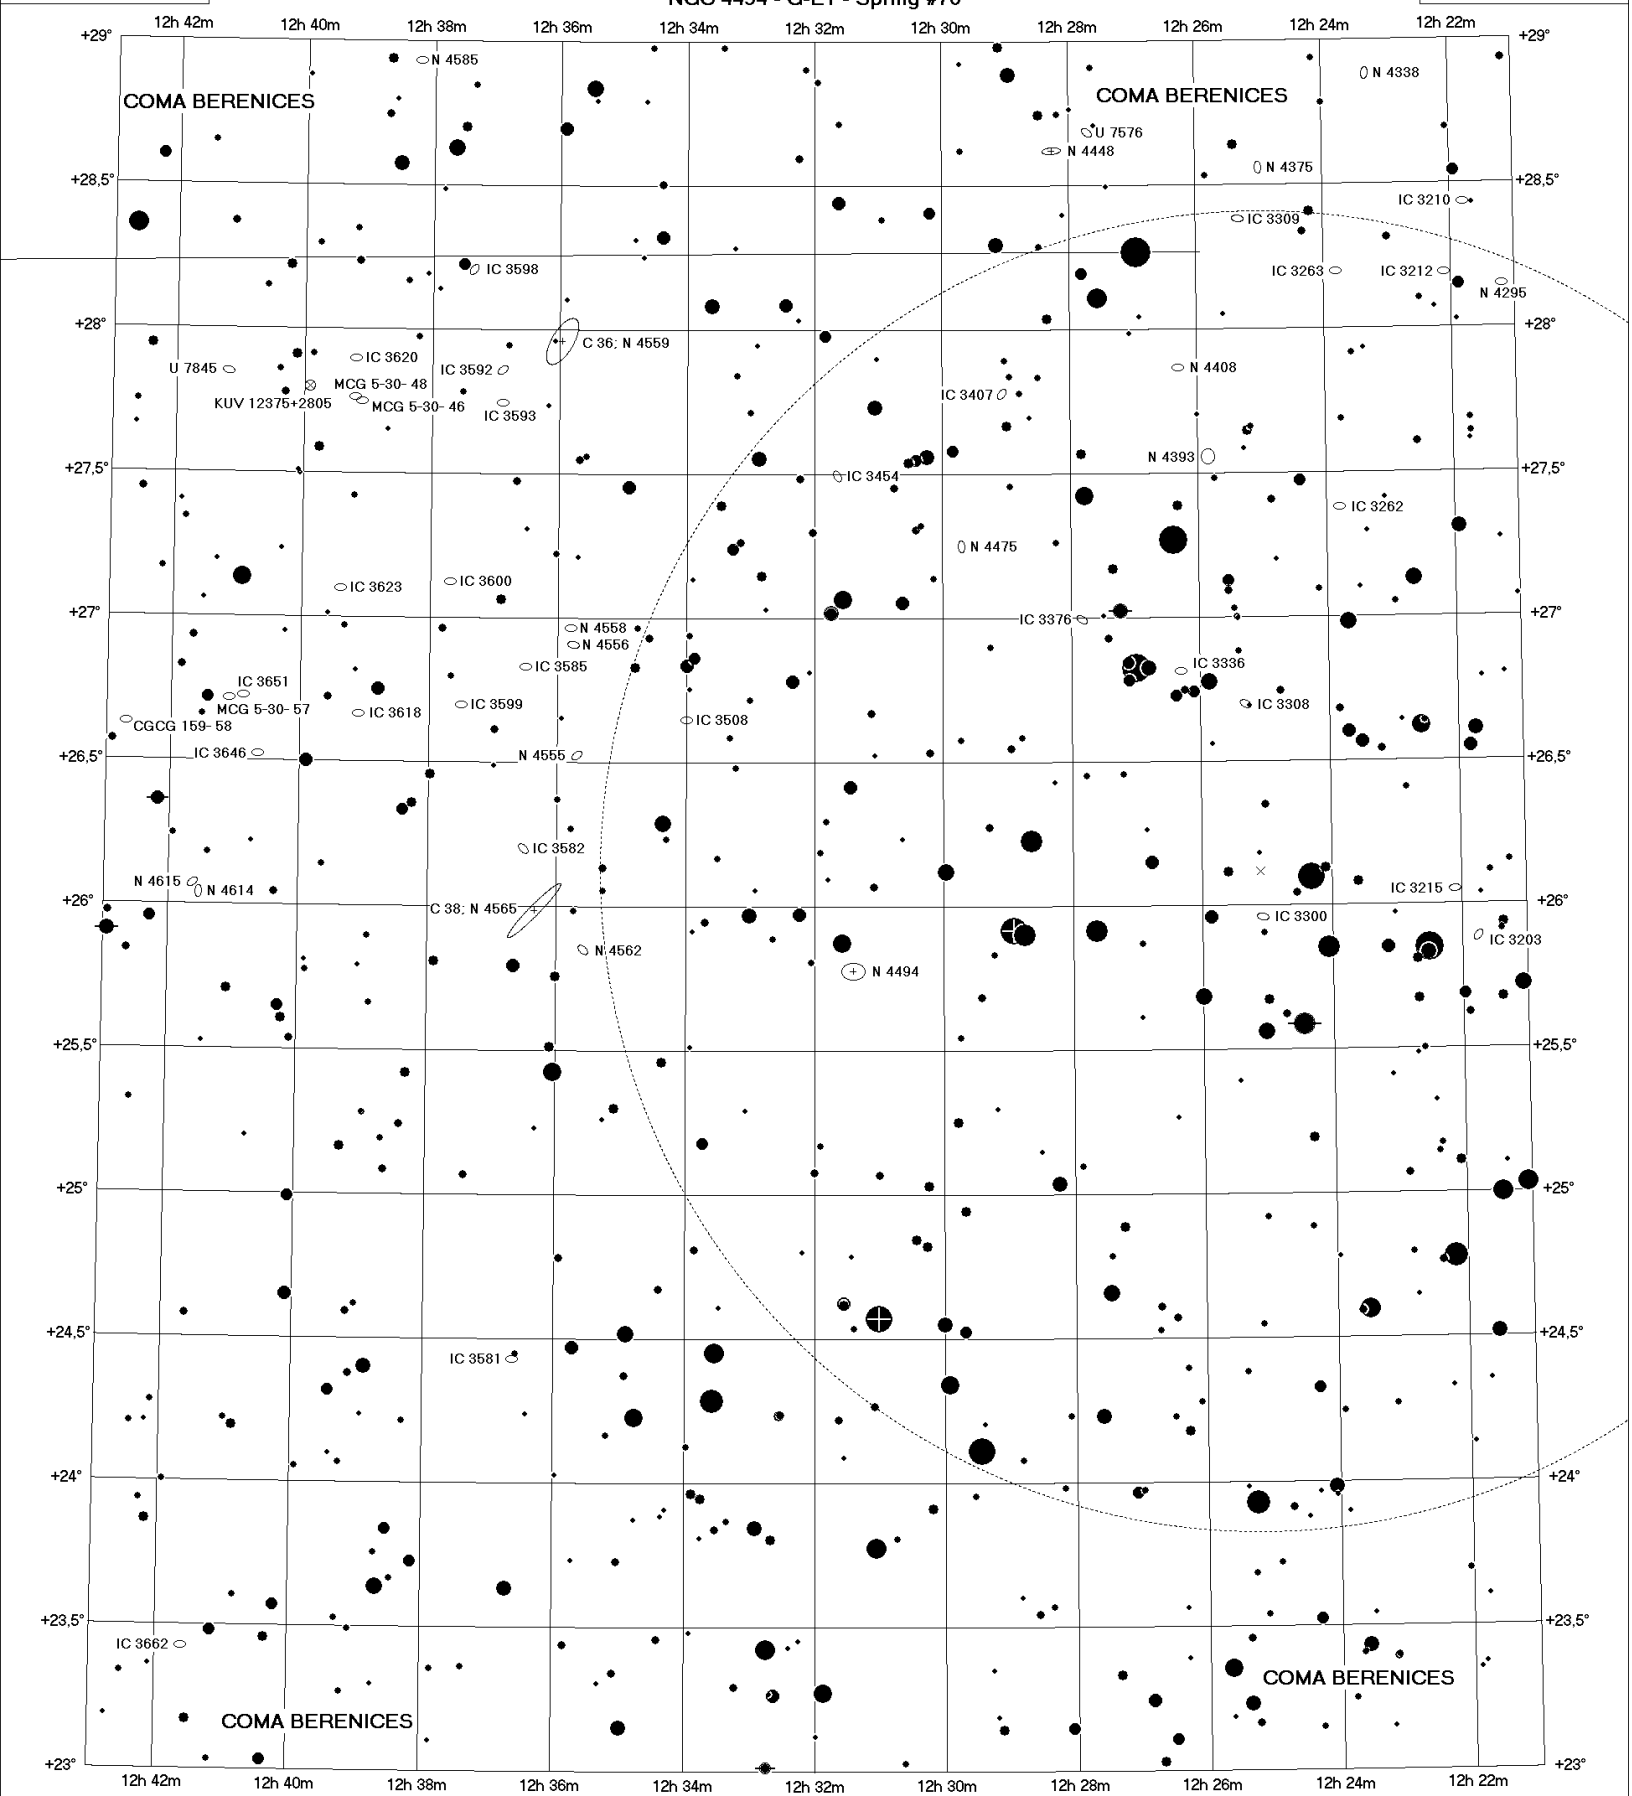 NGC 4494 - G-E1 - Spring #70
12h 42m 12h 40m 12h 38m 12h 36m 12h 34m 12h 32m 12h 30m 12h 28m 12h 26m 12h 24m 12h 22m
+29° +29°
N 4585
N 4338
COMA BERENICES COMA BERENICES
U 7576
N 4448
N 4375
+28,5° +28,5°
IC 3210
IC 3309
IC 3598 IC 3263 IC 3212
N 4295
+28° +28°
C 36; N 4559
IC 3620
U 7845 IC 3592 N 4408
MCG 5-30- 48
IC 3407
KUV 12375+2805 MCG 5-30- 46
IC 3593
N 4393
+27,5° +27,5°
IC 3454
IC 3262
N 4475
IC 3623 IC 3600
+27° +27°
IC 3376
N 4558
N 4556
IC 3585 IC 3336
IC 3651
IC 3599 IC 3308
MCG 5-30- 57 IC 3618
CGCG 159- 58 IC 3508
IC 3646 N 4555
+26,5° +26,5°
IC 3582
N 4615 N 4614 IC 3215
+26° +26°
C 38; N 4565 IC 3300
IC 3203
N 4562
N 4494
+25,5° +25,5°
+25° +25°
+24,5° +24,5°
IC 3581
+24° +24°
+23,5° +23,5°
IC 3662
COMA BERENICES
COMA BERENICES
+23° +23°
12h 42m 12h 40m 12h 38m 12h 36m 12h 34m 12h 32m 12h 30m 12h 28m 12h 26m 12h 24m 12h 22m